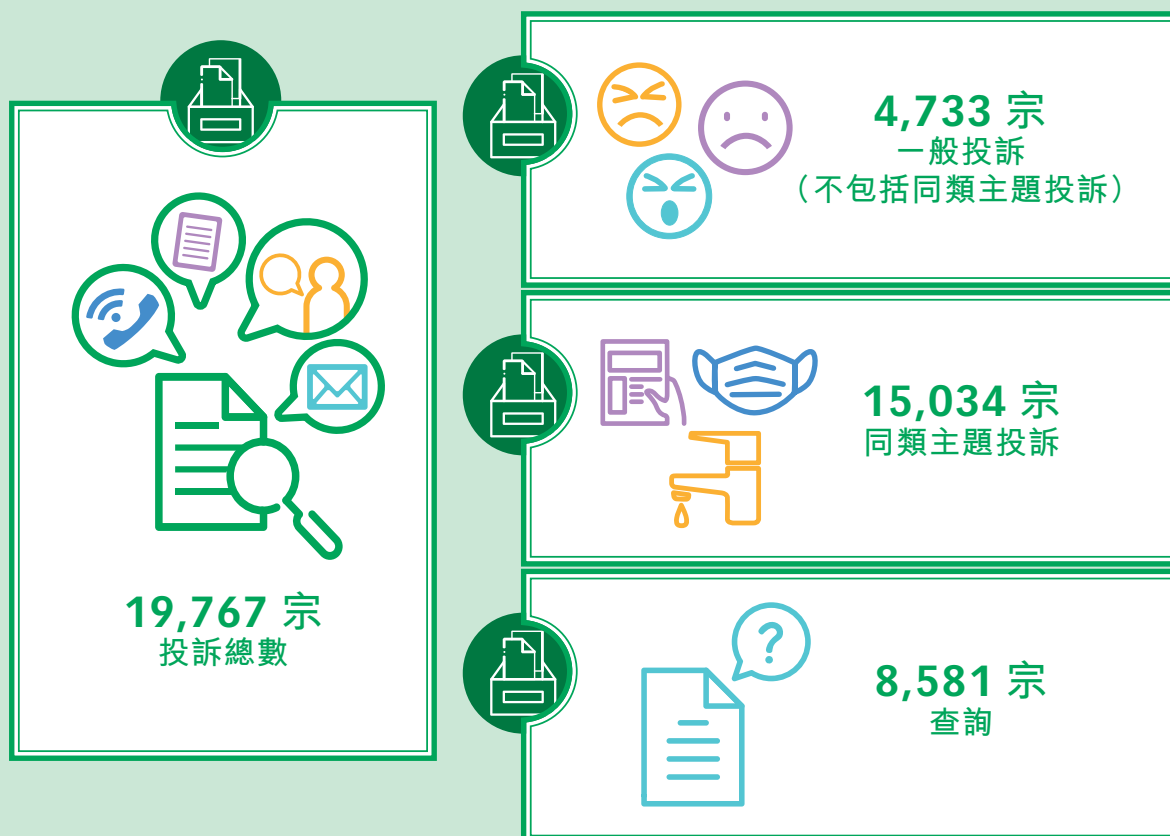 19,767 宗
投訴總數
4,733 宗
一般投訴
（不包括同類主題投訴）
15,034 宗
同類主題投訴
?
8,581 宗
查詢